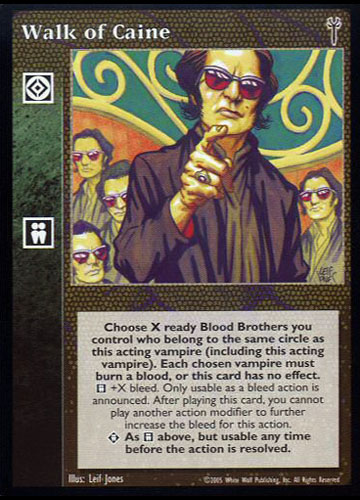 Walk of Caine
Choose X ready Blood Brothers you
control who belong to the same circle as
this acting vampire (including this acting
vampire). Each chosen vampire must
burn a blood, or this card has no effect.
+X bleed. Only usable as a bleed action is
announced. After playing this card, you cannot
play another action modifier to further
increase the bleed for this action.
As above, but usable any time
before the action is resolved.
Illus: Leif Jones ©2005 White Wolf Publishing, Inc. All Rights Reserved.